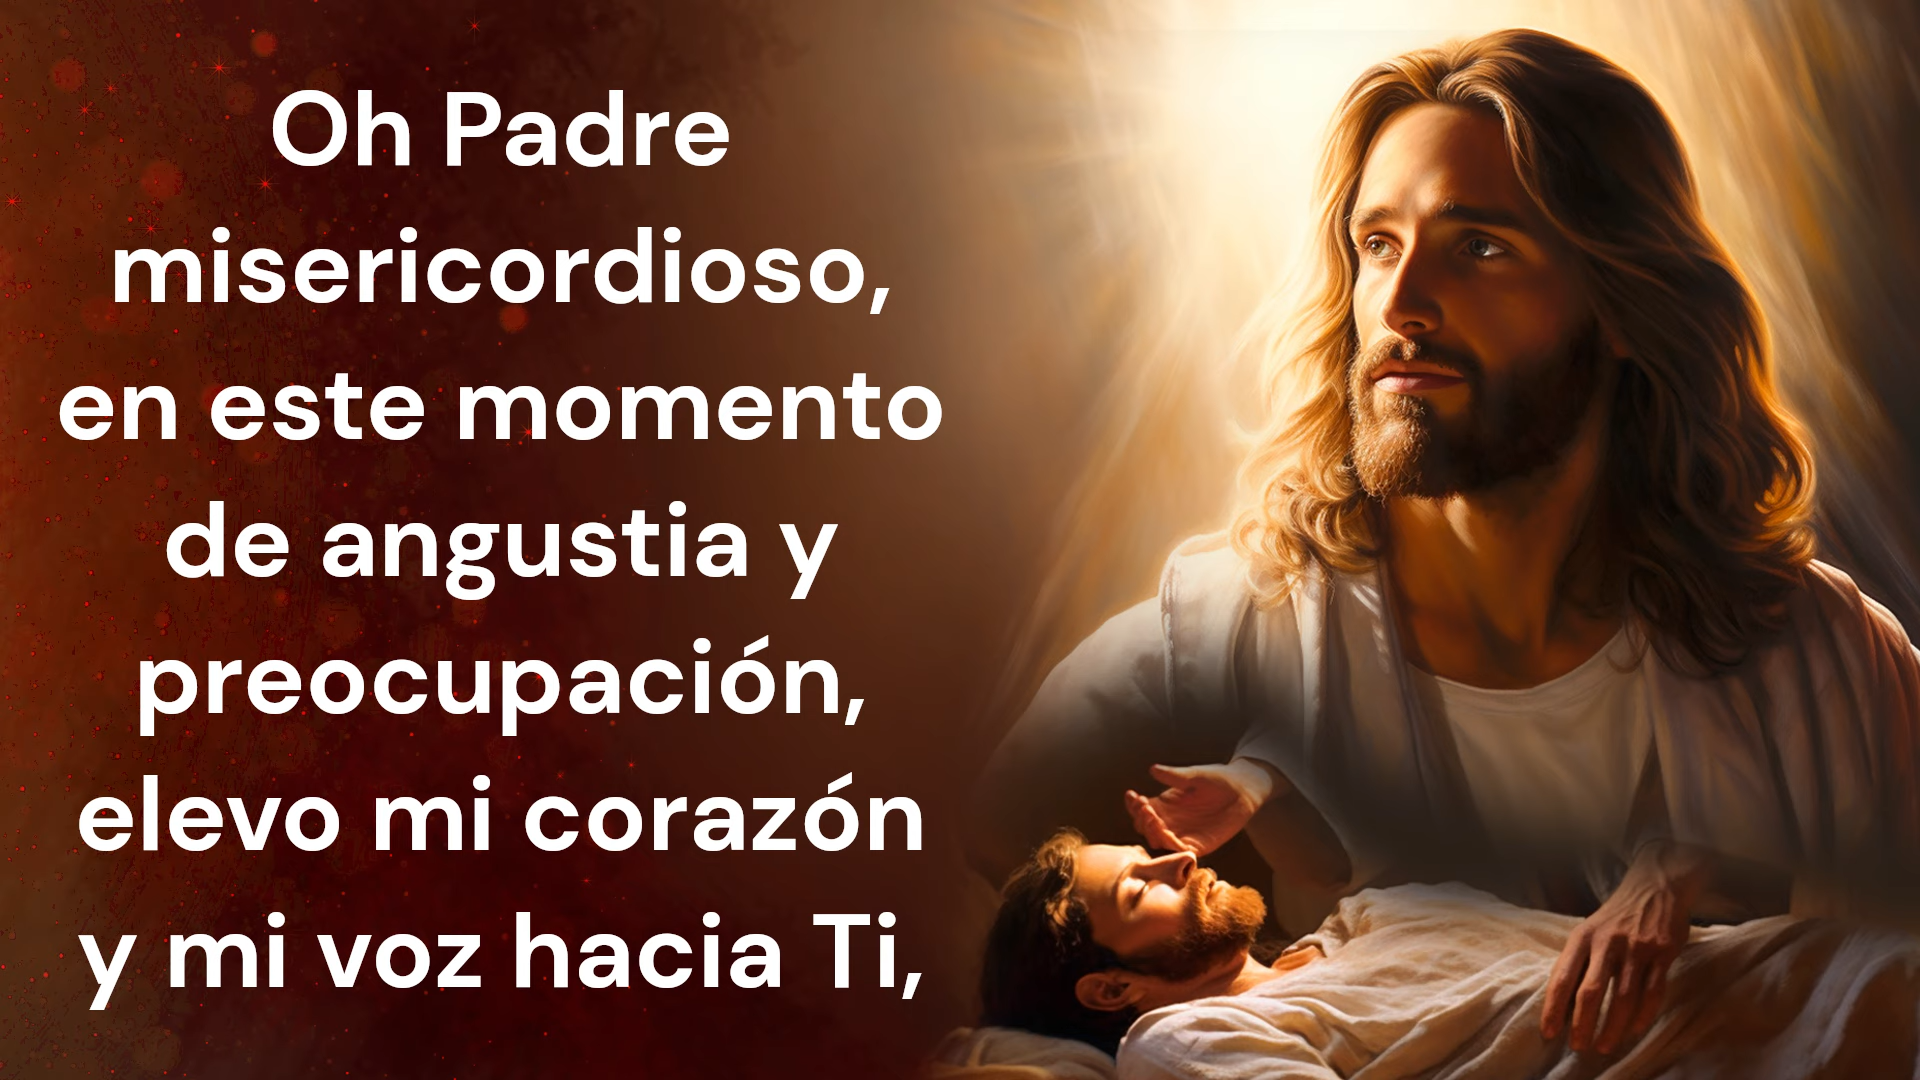 Oh Padre
misericordioso,
en este momento
de angustia y
preocupación,
elevo mi corazón
y mi voz hacia Ti,